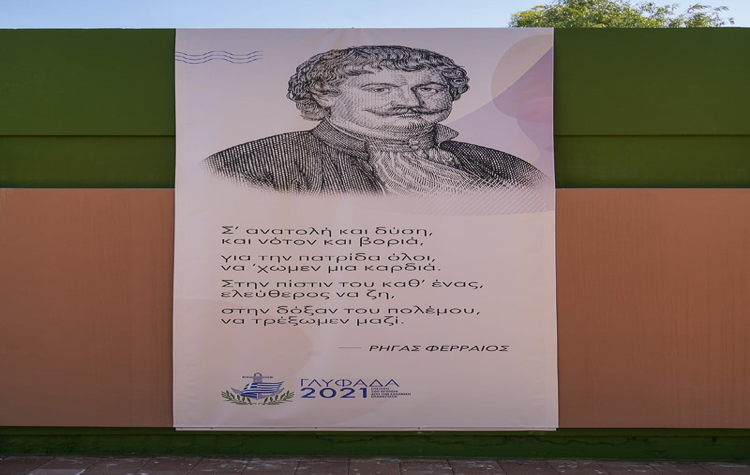 Σ' ανατολή και δύση,
και νότον και βοριά,
για την πατρίδα όλοι,
να 'χωμεν μια καρδιά.
Στην πίστιν του καθ' ένας,
ελεύθερος να ζη,
στην δόξαν του πολέμου,
να τρέξωμεν μαζί.
ΡΗΓΑΣ ΦΕΡΡΑΙΟΣ
ΓΛΥΦΑΔΑ
2021